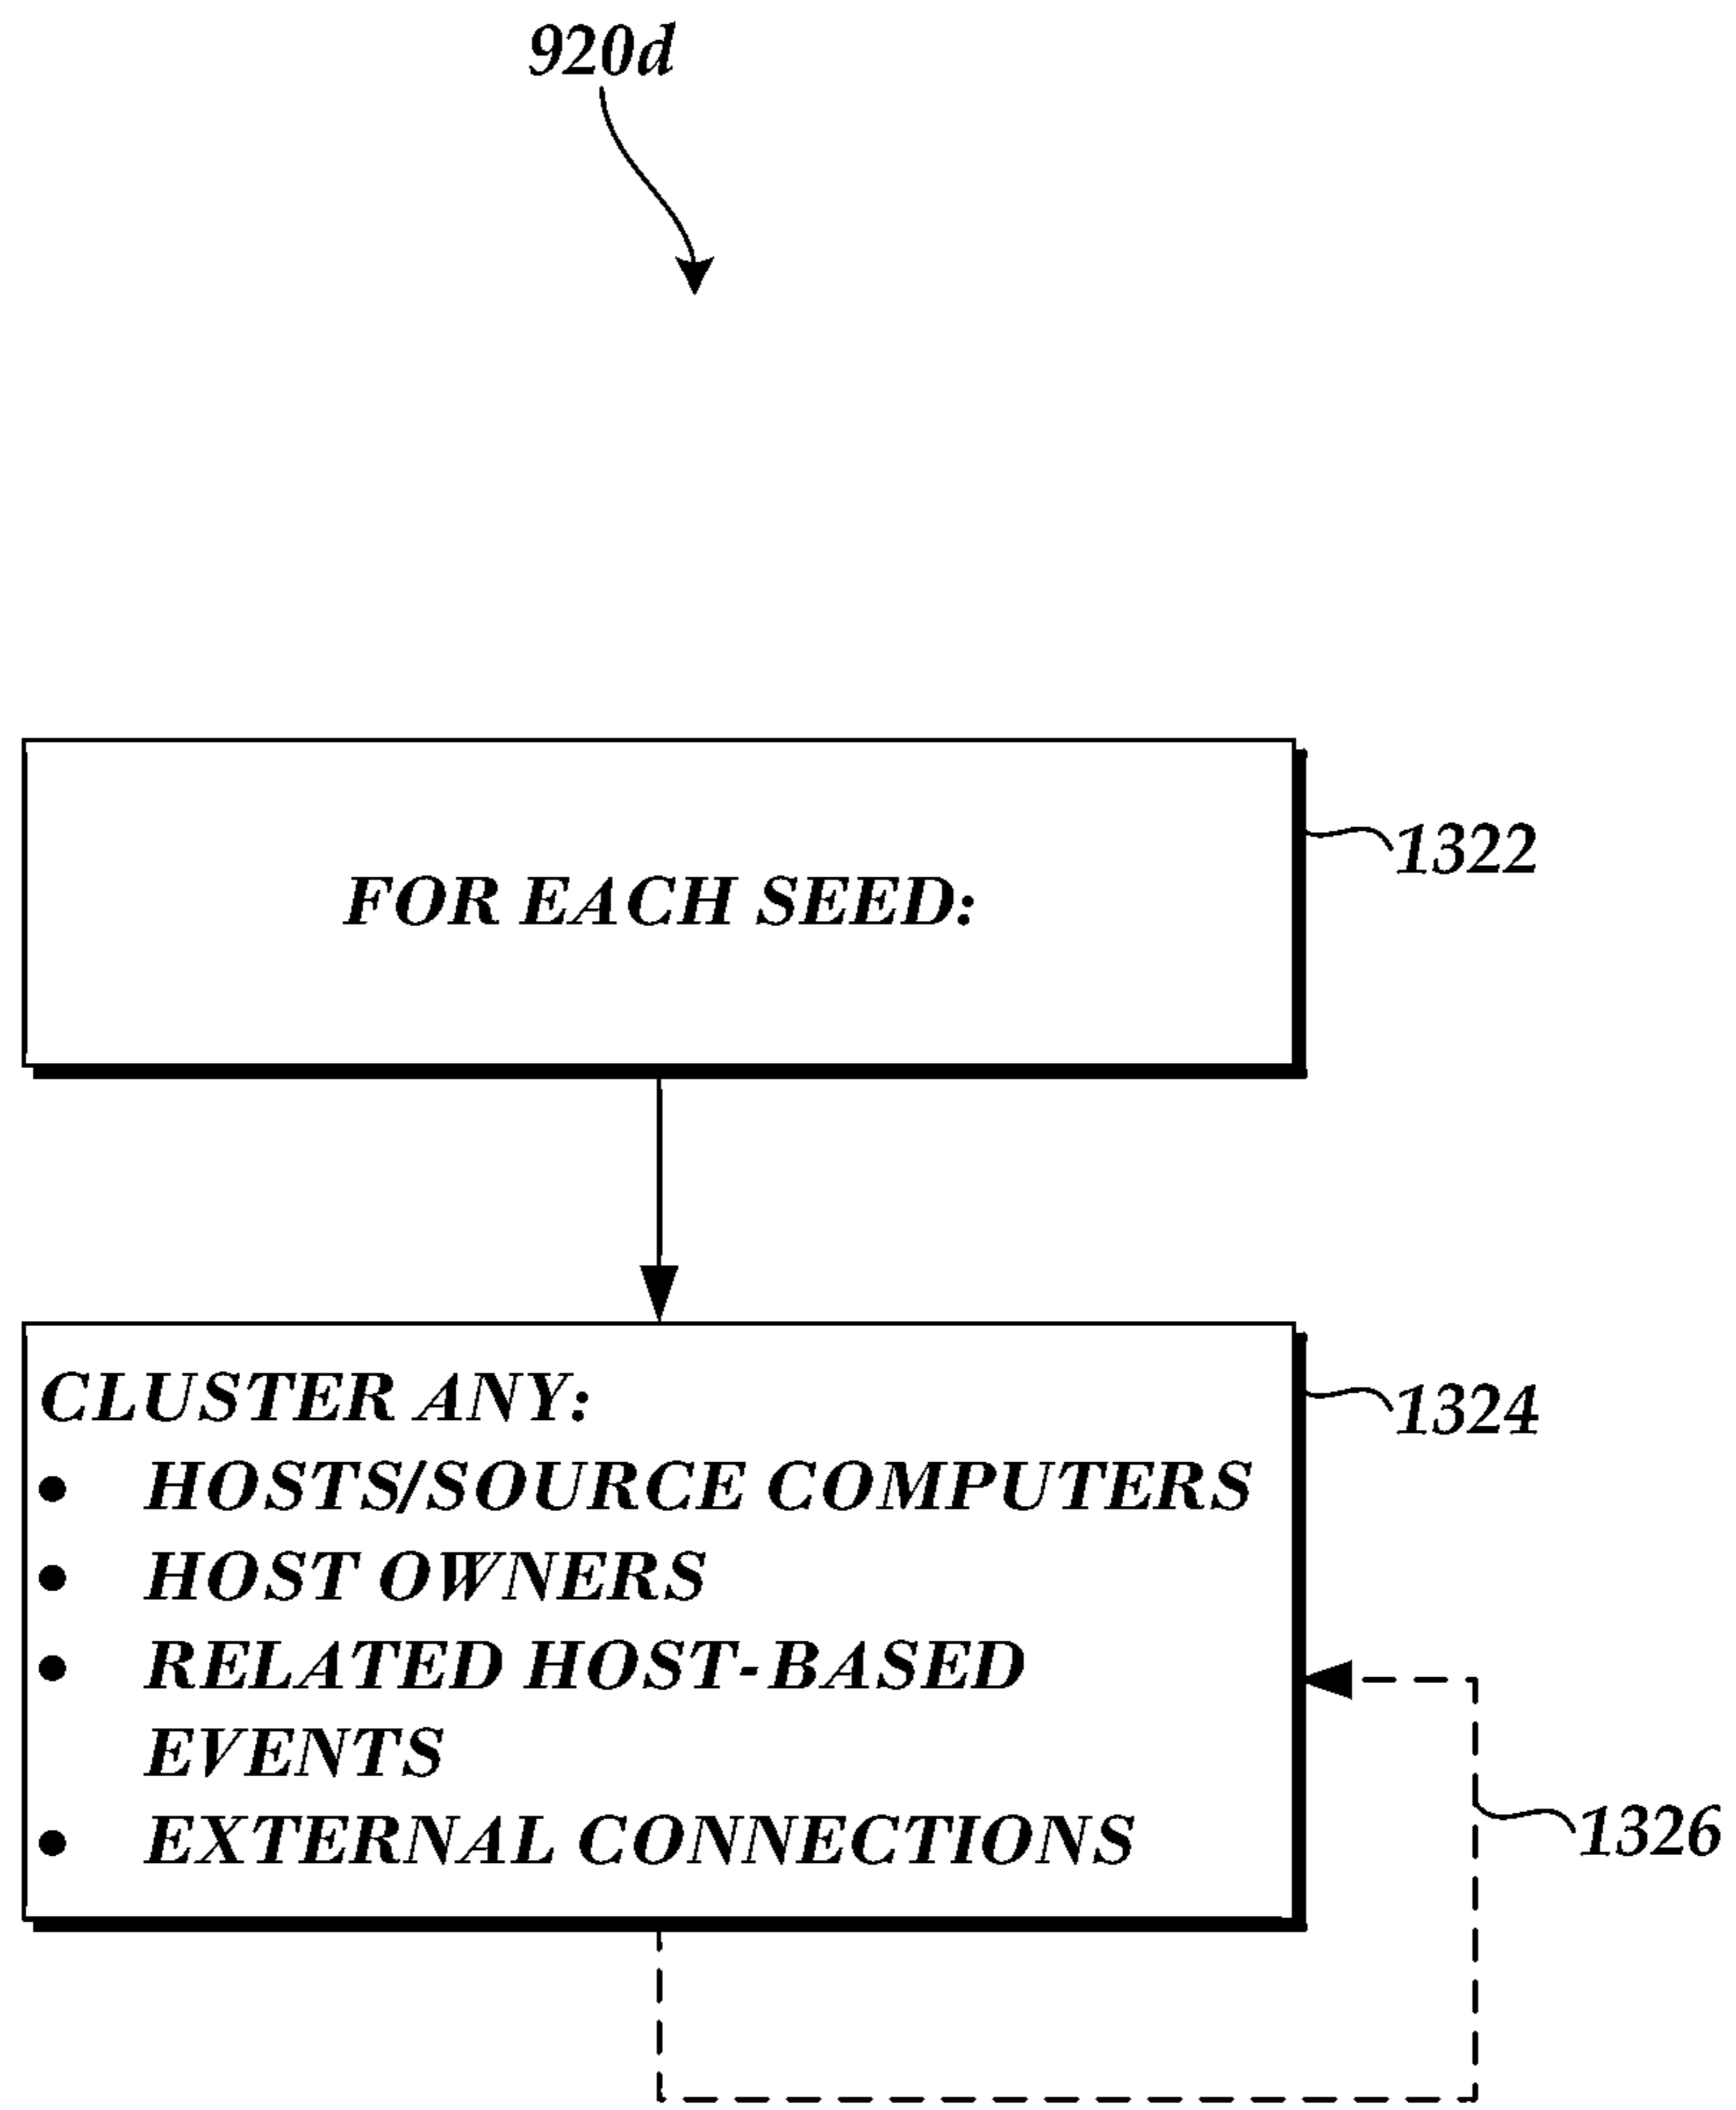 920d
FOR EACH SEED:
1322
CLUSTER ANY:
1324
• HOSTS/SOURCE COMPUTERS
• HOST OWNERS
• RELATED HOST-BASED
EVENTS
• EXTERNAL CONNECTIONS
1326